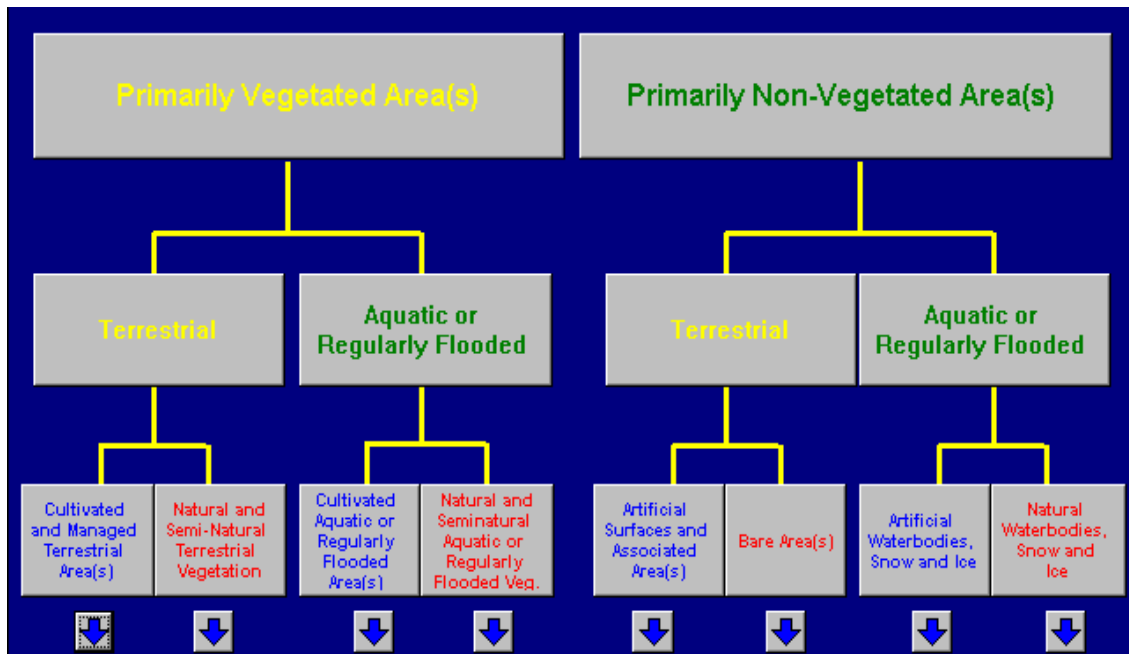 Primarily Vegetated Area(s)
Primarily Non-Vegetated Area(s)
Terrestrial
Aquatic or
Regularly Flooded
Terrestrial
Aquatic or
Regularly Flooded
Cultivated
and Managed
Terrestrial
Area(s)
Natural and
Semi-Natural
Terrestrial
Vegetation
Cultivated
Aquatic or
Regularly
Flooded
Area(s)
Natural and
Seminatural
Aquatic or
Regularly
Flooded Veg.
Artificial
Surfaces and
Associated
Area(s)
Bare Area(s)
Artificial
Waterbodies,
Snow and Ice
Natural
Waterbodies,
Snow and
Ice